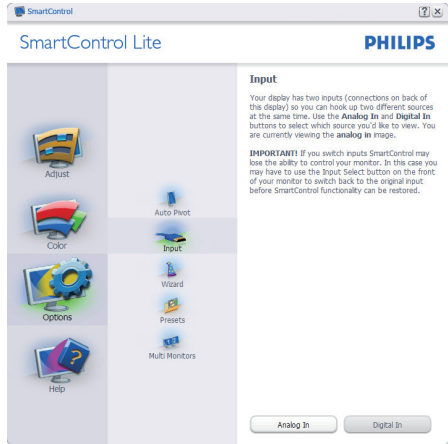 SmartControl
SmartControl Lite
PHILIPS
Adjust
Color
Options
Help
Auto Pivot
Input
Wizard
Presets
Multi Monitors
Input
Your display has two inputs (connections on back of
this display) so you can hook up two different sources
at the same time. Use the Analog In and Digital In
buttons to select which source you'd like to view. You
are currently viewing the analog in image.
IMPORTANT! If you switch inputs SmartControl may
lose the ability to control your monitor. In this case you
may have to use the Input Select button on the front
of your monitor to switch back to the original input
before SmartControl functionality can be restored.
Analog In
Digital In